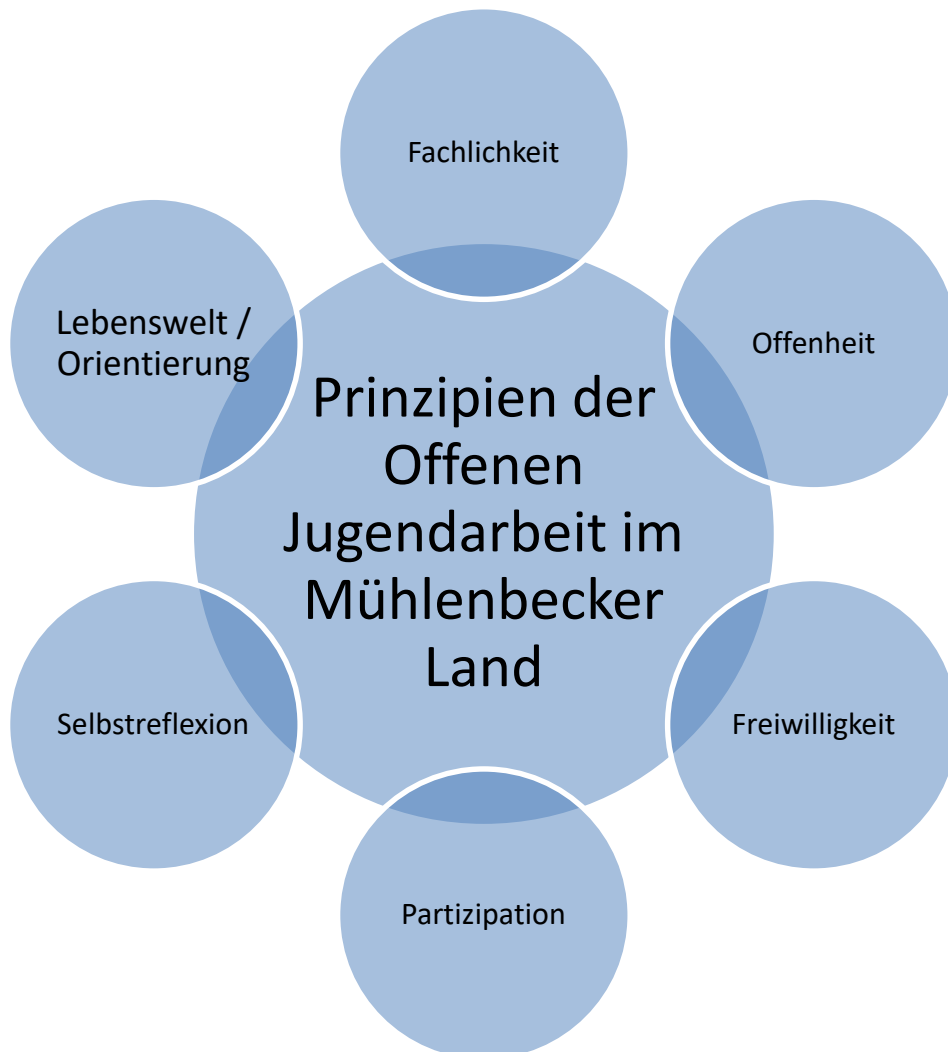 Fachlichkeit
Lebenswelt /
Orientierung
Offenheit
Prinzipien der
Offenen
Jugendarbeit im
Mühlenbecker
Land
Selbstreflexion
Freiwilligkeit
Partizipation